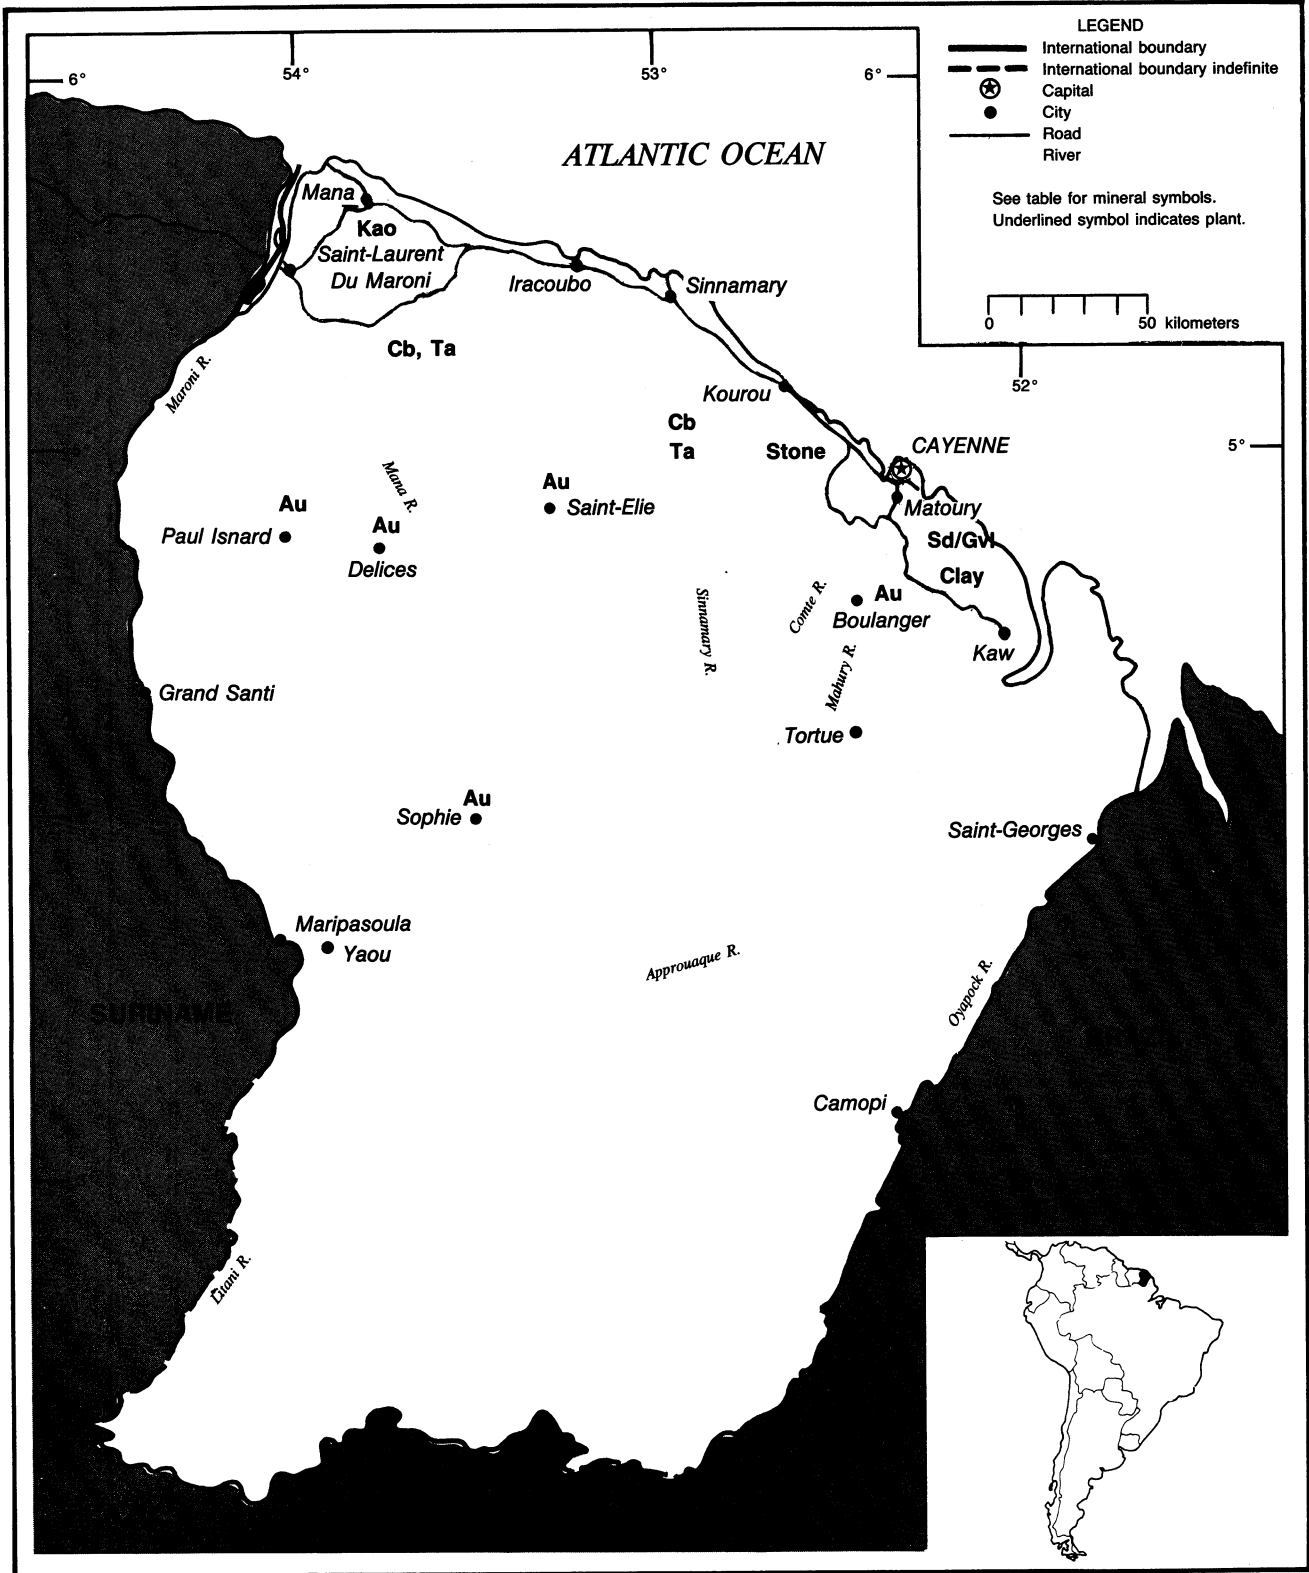 LEGEND
International boundary
International boundary indefinite
Capital
City
Road
River
See table for mineral symbols.
Underlined symbol indicates plant.
0 50 kilometers
54°
53°
6°
6°
ATLANTIC OCEAN
Mana
Kao
Saint-Laurent
Du Maroni
Iracoubo
Sinnamary
52°
Cb, Ta
Maroni R.
Kourou
Cb
Ta
Stone
CAYENNE
5°
Mana R.
Au
Paul Isnard
Au
Delices
Au
Saint-Elie
Matoury
Sd/Gvl
Clay
Sinnamary R.
Comte R.
Au
Boulanger
Kaw
Mahury R.
Grand Santi
Tortue
Au
Sophie
Saint-Georges
Maripasoula
Yaou
Approuaque R.
Oyapock R.
SURINAME
Camopi
Litani R.